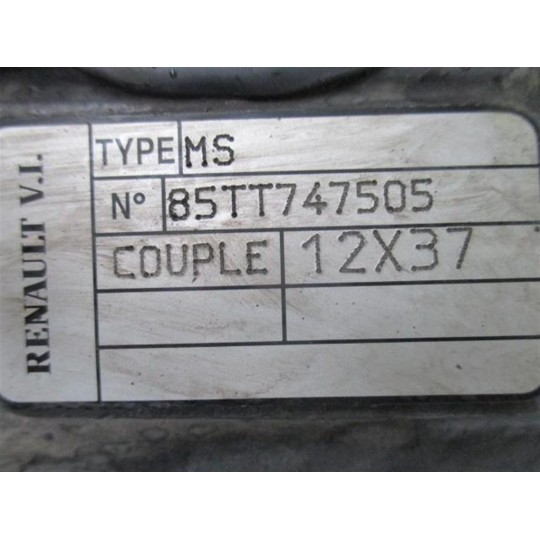 RENAULT V.I.
TYPE MS
N° 85TT747505
COUPLE 12X37